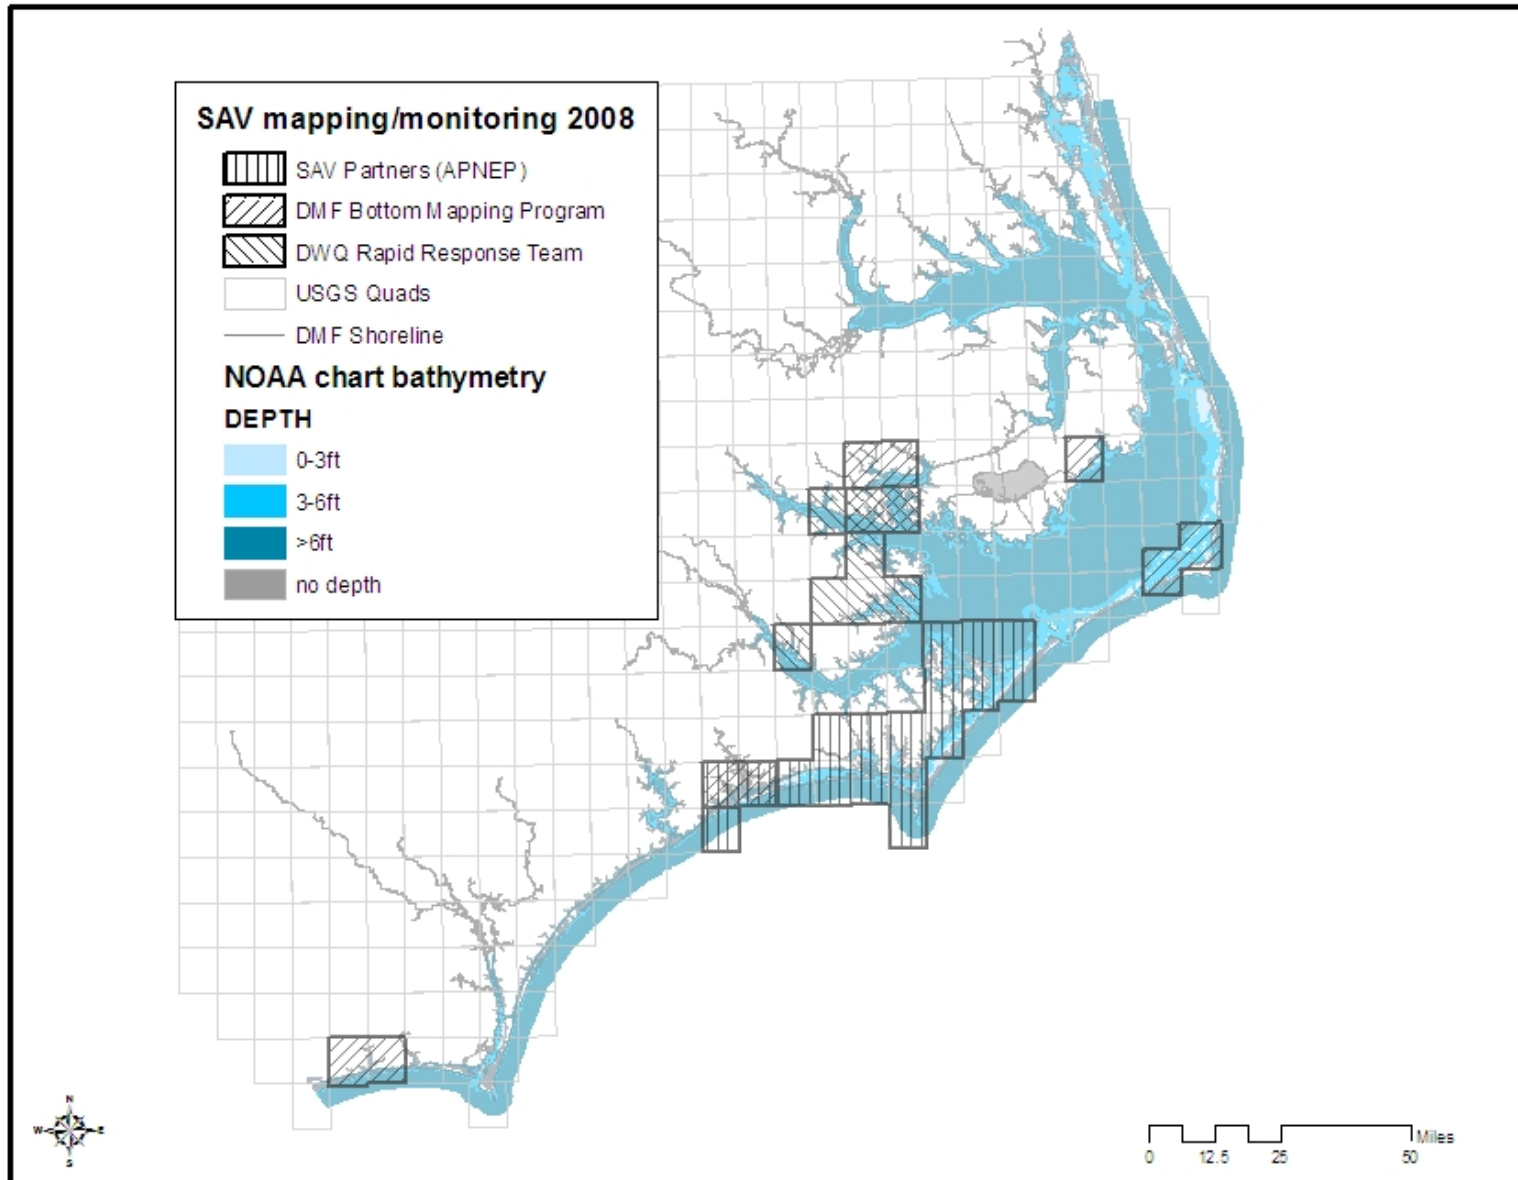 SAV mapping/monitoring 2008
SAV Partners (APNEP)
DMF Bottom Mapping Program
DWQ Rapid Response Team
USGS Quads
DMF Shoreline
NOAA chart bathymetry
DEPTH
0-3ft
3-6ft
>6ft
no depth
N
W E
S
Miles
0 12.5 25 50